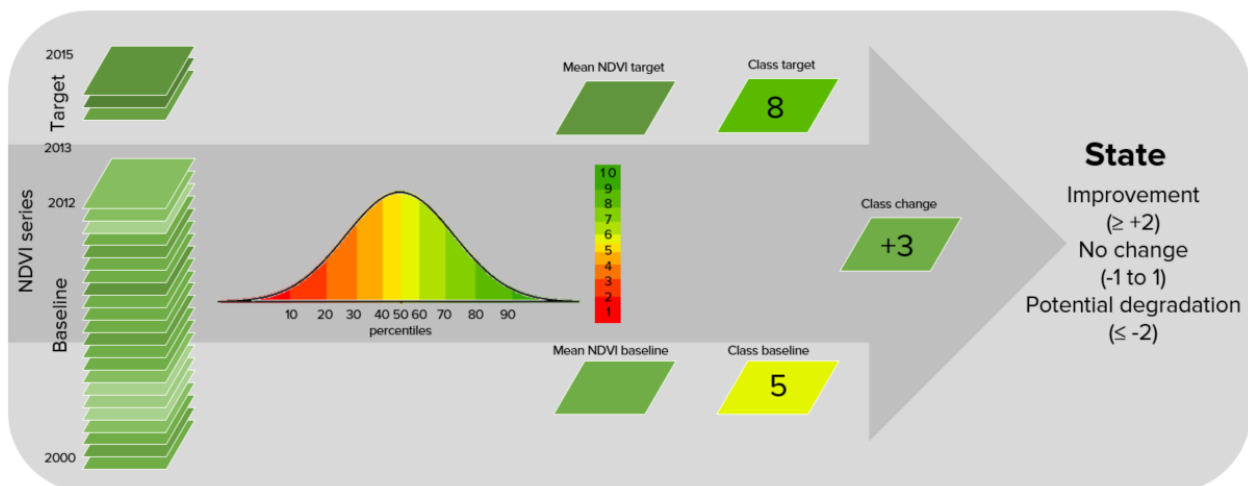 2015
Target
2013
NDVI series
2012
Baseline
2000
10 20 30 40 50 60 70 80 90
percentiles
10
9
8
7
6
5
4
3
2
1
Mean NDVI target
Class target
8
Mean NDVI baseline
Class baseline
5
Class change
+3
State
Improvement
(≥ +2)
No change
(-1 to 1)
Potential degradation
(≤ -2)